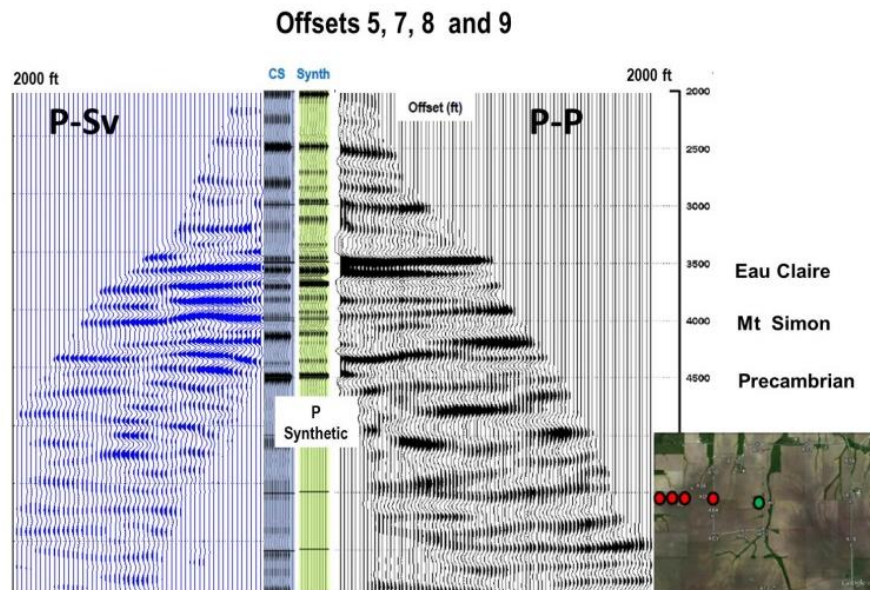 Offsets 5, 7, 8 and 9
CS Synth
2000 ft
2000 ft
P-Sv
Offset (ft)
P-P
2000
2500
3000
3500
Eau Claire
4000
Mt Simon
4500
Precambrian
P
Synthetic
Google